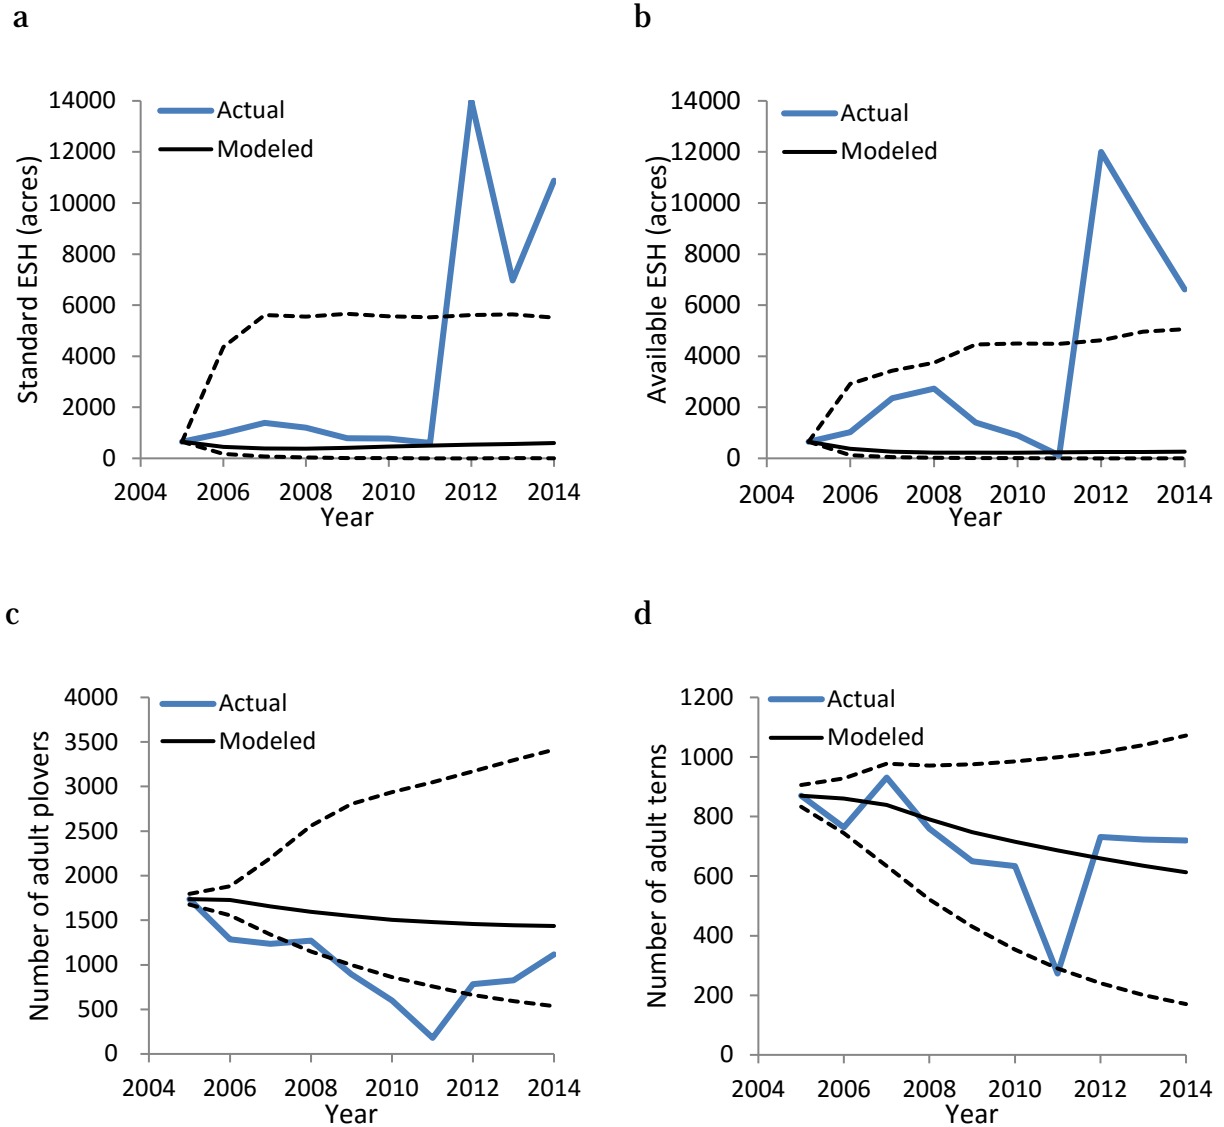 a
Standard ESH (acres)
14000
12000
10000
8000
6000
4000
2000
0
Actual
Modeled
2004 2006 2008 2010 2012 2014
Year
b
Available ESH (acres)
14000
12000
10000
8000
6000
4000
2000
0
Actual
Modeled
2004 2006 2008 2010 2012 2014
Year
c
Number of adult plovers
4000
3500
3000
2500
2000
1500
1000
500
0
Actual
Modeled
2004 2006 2008 2010 2012 2014
Year
d
Number of adult terns
1200
1000
800
600
400
200
0
Actual
Modeled
2004 2006 2008 2010 2012 2014
Year